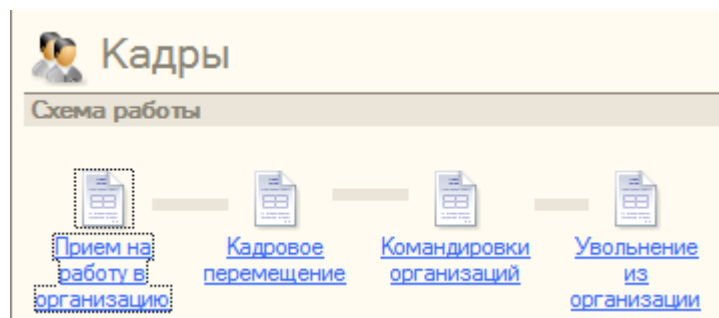 Кадры
Схема работы
Прием на
работу в
организацию
Кадровое
перемещение
Командировки
организаций
Увольнение
из
организации